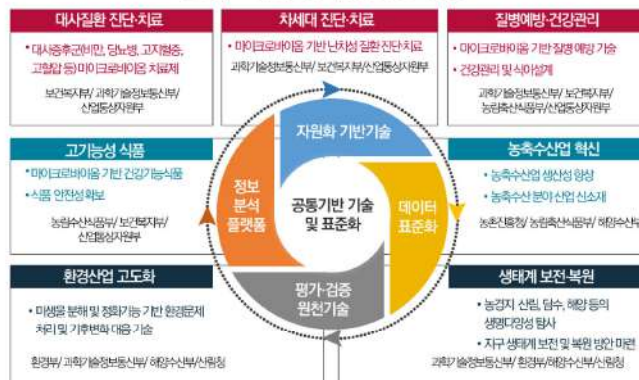 대사질환 진단·치료
• 대사증후군(비만, 당뇨병, 고지혈증,
고혈압 등) 마이크로바이옴 치료제
보건복지부/ 과학기술정보통신부/
산업통상자원부
차세대 진단·치료
• 마이크로바이옴 기반 난치성 질환 진단·치료
과학기술정보통신부/ 보건복지부/산업통상자원부
질병예방·건강관리
• 마이크로바이옴 기반 질병 예방 기술
• 건강관리 및 식이설계
과학기술정보통신부/ 보건복지부/
농림축산식품부/산업통상자원부
고기능성 식품
• 마이크로바이옴 기반 건강기능식품
• 식품 안전성 확보
농림수산식품부/ 보건복지부/
산업통상자원부
자원화 기반기술
정보
분석
플랫폼
공통기반 기술
및 표준화
데이터
표준화
평가·검증
원천기술
농축수산업 혁신
• 농축수산업 생산성 향상
• 농축수산 분야 산업 신소재
농촌진흥청/ 농림축산식품부/ 해양수산부
환경산업 고도화
• 미생물 분해 및 정화기능 기반 환경문제
처리 및 기후변화 대응 기술
환경부/ 과학기술정보통신부/ 해양수산부/산림청
생태계 보전·복원
• 농경지, 산림, 담수, 해양 등의
생명다양성 탐사
• 지구 생태계 보전 및 복원 방안 마련
과학기술정보통신부/ 환경부/해양수산부/산림청